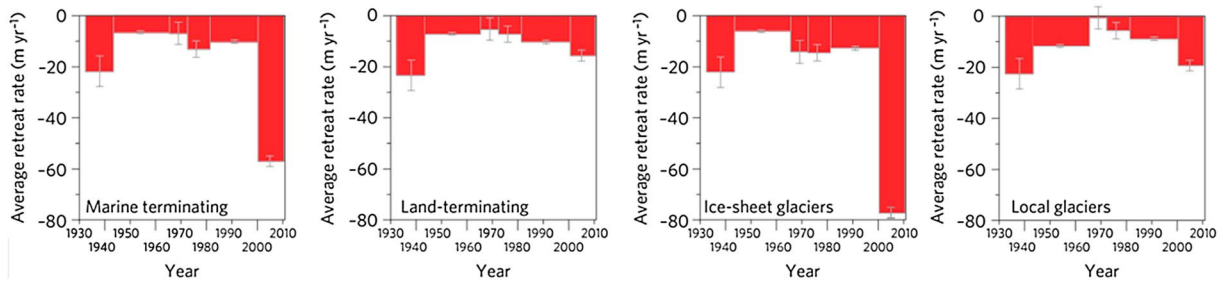 Average retreat rate (m yr⁻¹)
0
-20
-40
-60
-80
Marine terminating
1930 1950 1960 1970 1980 1990 2000 2010
1940 1960 1980 2000
Year
Average retreat rate (m yr⁻¹)
0
-20
-40
-60
-80
Land-terminating
1930 1950 1970 1990 2010
1940 1960 1980 2000
Year
Average retreat rate (m yr⁻¹)
0
-20
-40
-60
-80
Ice-sheet glaciers
1930 1950 1970 1990 2010
1940 1960 1980 2000
Year
Average retreat rate (m yr⁻¹)
0
-20
-40
-60
-80
Local glaciers
1930 1950 1970 1990 2010
1940 1960 1980 2000
Year